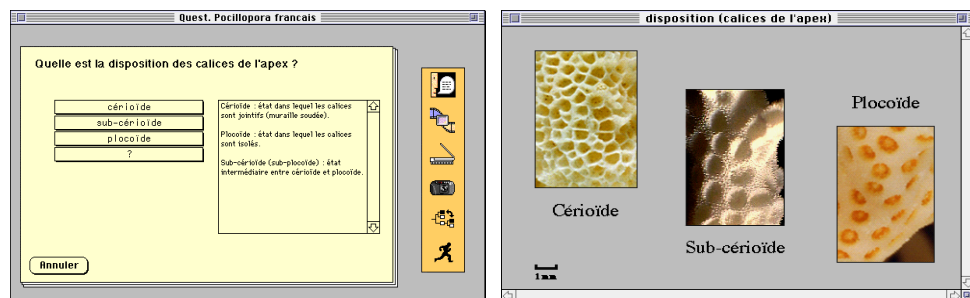 Quest. Pocillopora francais
Quelle est la disposition des calices de l'apex ?
cérioïde
sub-cérioïde
plocoïde
?
Cérioïde : état dans lequel les calices
sont jointifs (muraille soudée).
Plocoïde : état dans lequel les calices
sont isolés.
Sub-cérioïde (sub-plocoïde) : état
intermédiaire entre cérioïde et plocoïde.
Annuler
disposition (calices de l'apex)
Cérioïde
Sub-cérioïde
Plocoïde
1 mm